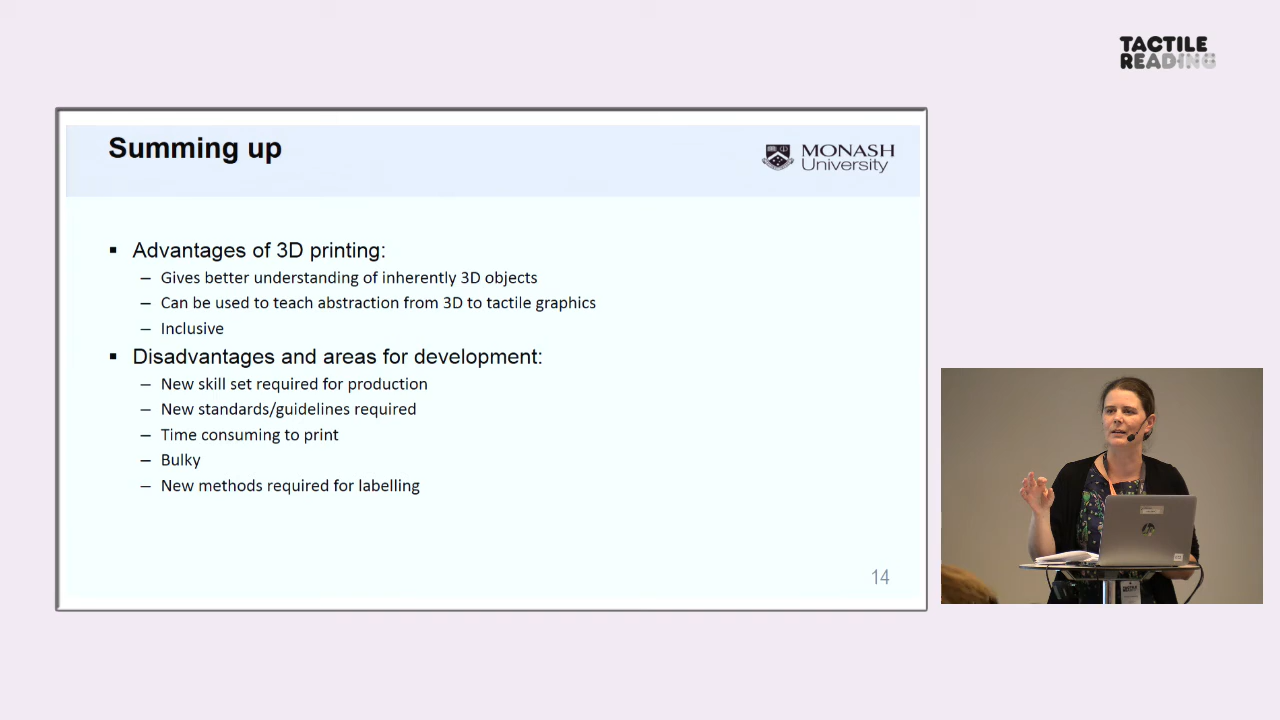 TACTILE
READING
Summing up
MONASH
University
▪ Advantages of 3D printing:
– Gives better understanding of inherently 3D objects
– Can be used to teach abstraction from 3D to tactile graphics
– Inclusive
▪ Disadvantages and areas for development:
– New skill set required for production
– New standards/guidelines required
– Time consuming to print
– Bulky
– New methods required for labelling
14